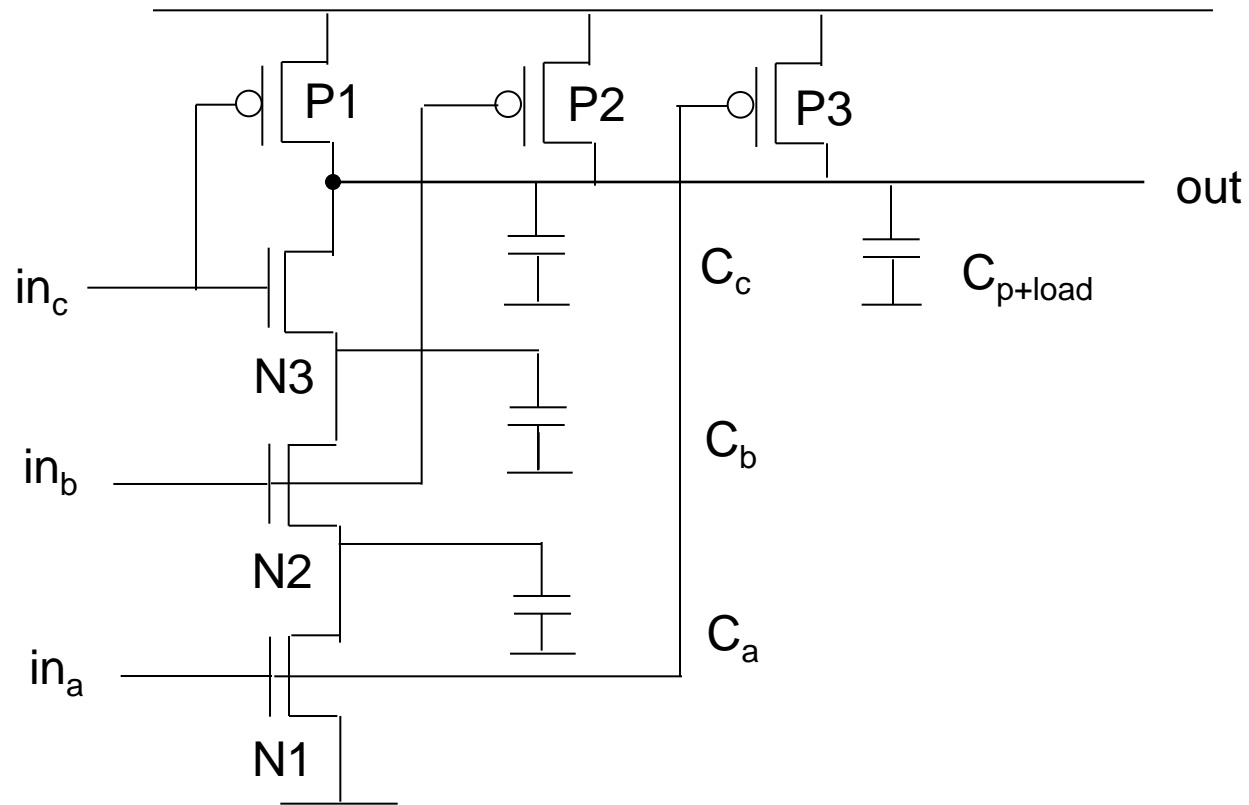 P1
P2
P3
out
in_c
C_c
C_p+load
N3
C_b
in_b
N2
C_a
in_a
N1